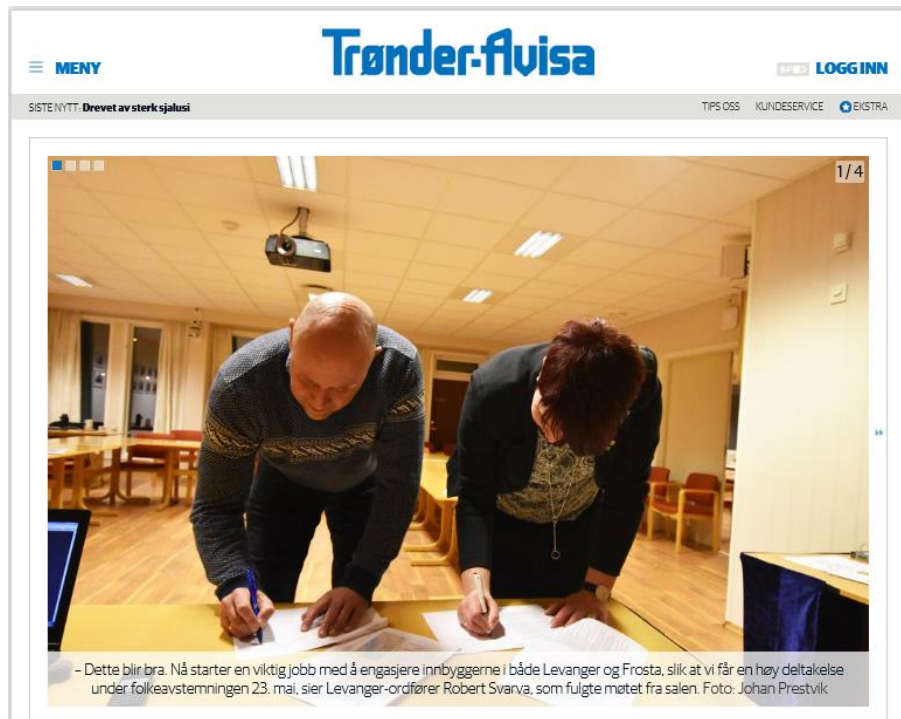 Trønder-Avisa
MENY
LOGG INN
SISTE NYTT: Drevet av sterk sjalusi
TIPS OSS KUNDESERVICE EKSTRA
1/4
– Dette blir bra. Nå starter en viktig jobb med å engasjere innbyggerne i både Levanger og Frosta, slik at vi får en høy deltakelse
under folkeavstemningen 23. mai, sier Levanger-ordfører Robert Svarva, som fulgte møtet fra salen. Foto: Johan Prestvik